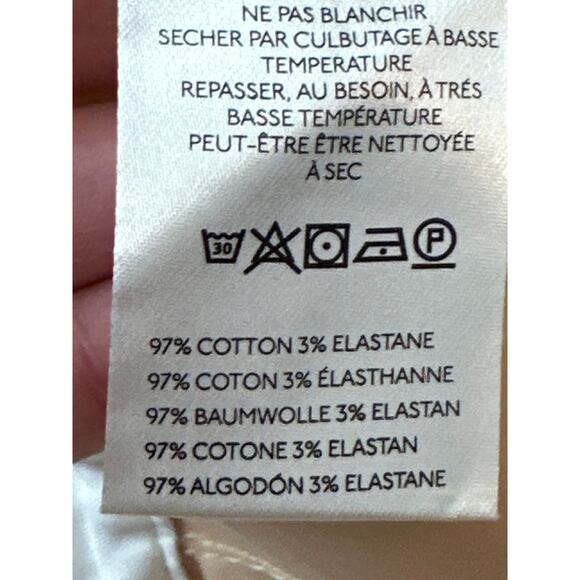 NE PAS BLANCHIR
SECHER PAR CULBUTAGE À BASSE
TEMPERATURE
REPASSER, AU BESOIN, À TRÉS
BASSE TEMPÉRATURE
PEUT-ÊTRE ÊTRE NETTOYÉE
À SEC
30 P
97% COTTON 3% ELASTANE
97% COTON 3% ÉLASTHANNE
97% BAUMWOLLE 3% ELASTAN
97% COTONE 3% ELASTAN
97% ALGODÓN 3% ELASTANE